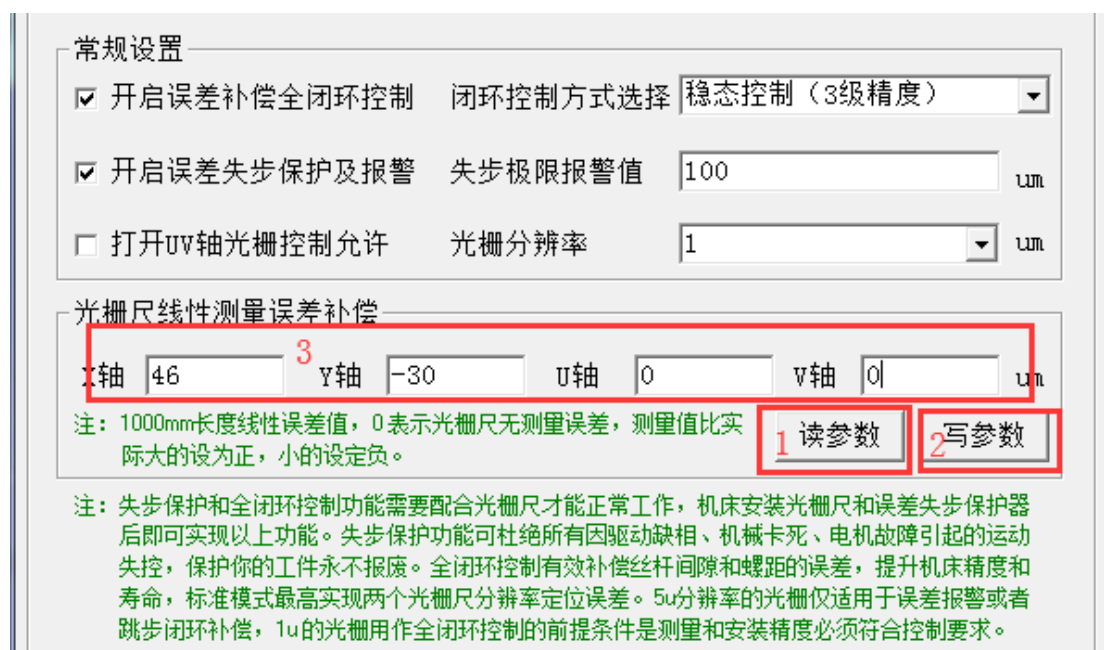 常规设置
开启误差补偿全闭环控制 闭环控制方式选择 稳态控制（3级精度）
开启误差失步保护及报警 失步极限报警值 100 um
打开UV轴光栅控制允许 光栅分辨率 1 um
光栅尺线性测量误差补偿
X轴 46 3 Y轴 -30 U轴 0 V轴 0 um
注：1000mm长度线性误差值，0表示光栅尺无测量误差，测量值比实
际大的设为正，小的设定负。
1 读参数 2 写参数
注：失步保护和全闭环控制功能需要配合光栅尺才能正常工作，机床安装光栅尺和误差失步保护器
后即可实现以上功能。失步保护功能可杜绝所有因驱动缺相、机械卡死、电机故障引起的运动
失控，保护你的工件永不报废。全闭环控制有效补偿丝杆间隙和螺距的误差，提升机床精度和
寿命，标准模式最高实现两个光栅尺分辨率定位误差。5u分辨率的光栅仅适用于误差报警或者
跳步闭环补偿，1u的光栅用作全闭环控制的前提条件是测量和安装精度必须符合控制要求。